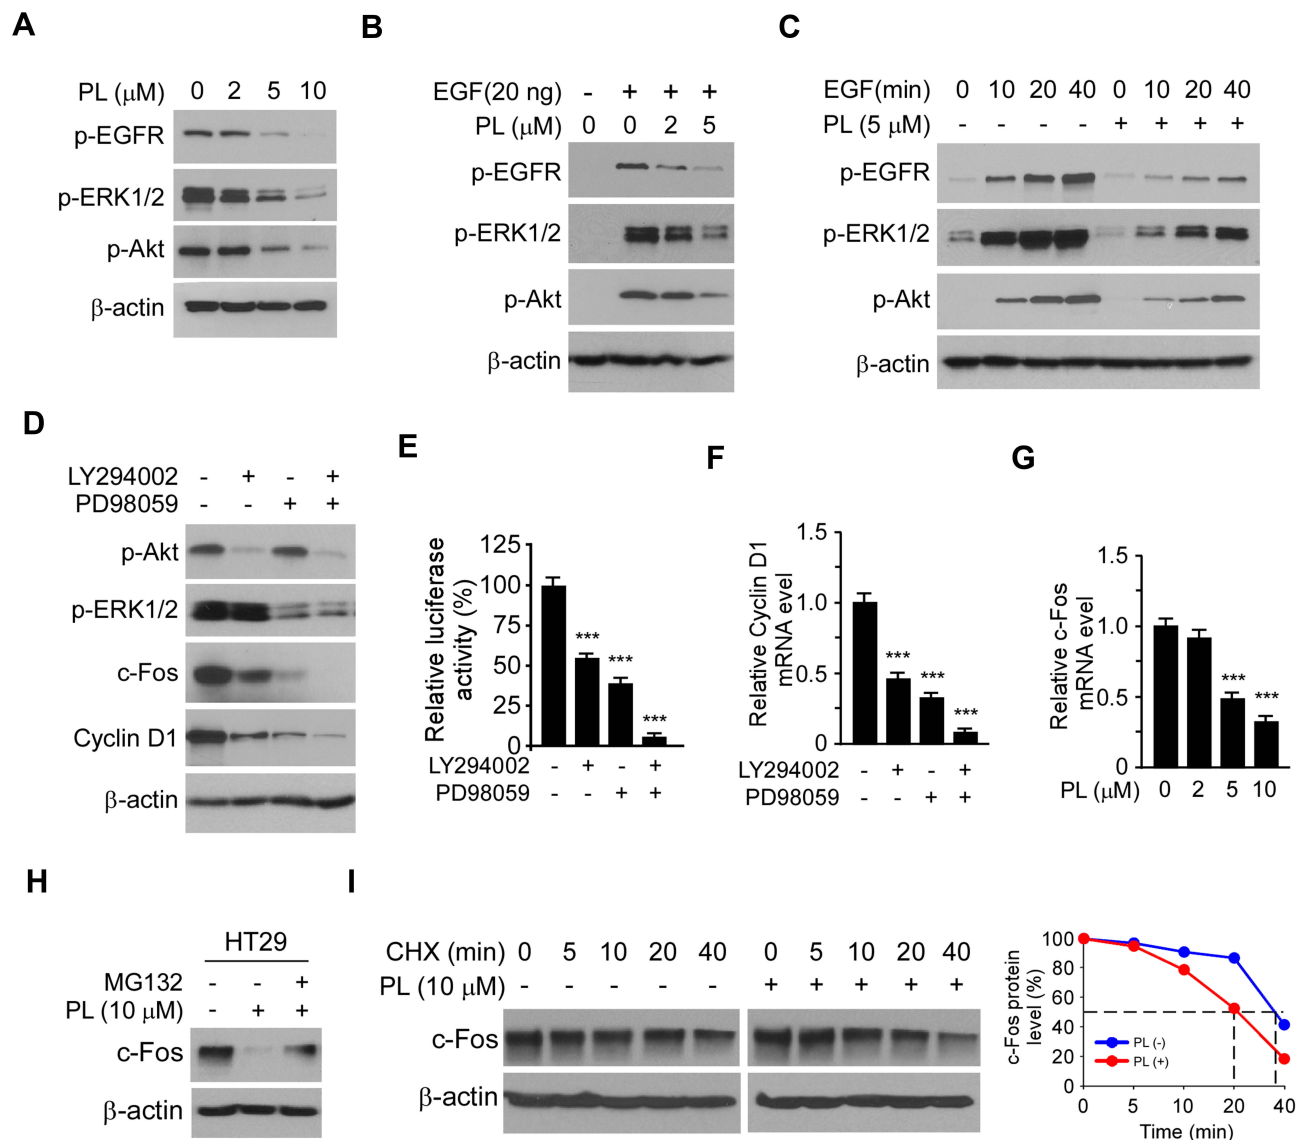 A
PL (μM) 0 2 5 10
p-EGFR
p-ERK1/2
p-Akt
β-actin
B
EGF(20 ng) - + + +
PL (μM) 0 0 2 5
p-EGFR
p-ERK1/2
p-Akt
β-actin
C
EGF(min) 0 10 20 40 0 10 20 40
PL (5 μM) - - - - + + + +
p-EGFR
p-ERK1/2
p-Akt
β-actin
D
LY294002 - + - +
PD98059 - - + +
p-Akt
p-ERK1/2
c-Fos
Cyclin D1
β-actin
E
Relative luciferase
activity (%)
125
100
75
50
25
0
***
***
***
LY294002 - + - +
PD98059 - - + +
F
Relative Cyclin D1
mRNA evel
1.5
1.0
0.5
0
***
***
***
LY294002 - + - +
PD98059 - - + +
G
Relative c-Fos
mRNA evel
1.5
1.0
0.5
0
***
***
PL (μM) 0 2 5 10
H
HT29
MG132 - - +
PL (10 μM) - + +
c-Fos
β-actin
I
CHX (min) 0 5 10 20 40 0 5 10 20 40
PL (10 μM) - - - - - + + + + +
c-Fos
β-actin
c-Fos protein
level (%)
100
80
60
40
20
0
PL (-)
PL (+)
0 5 10 20 40
Time (min)